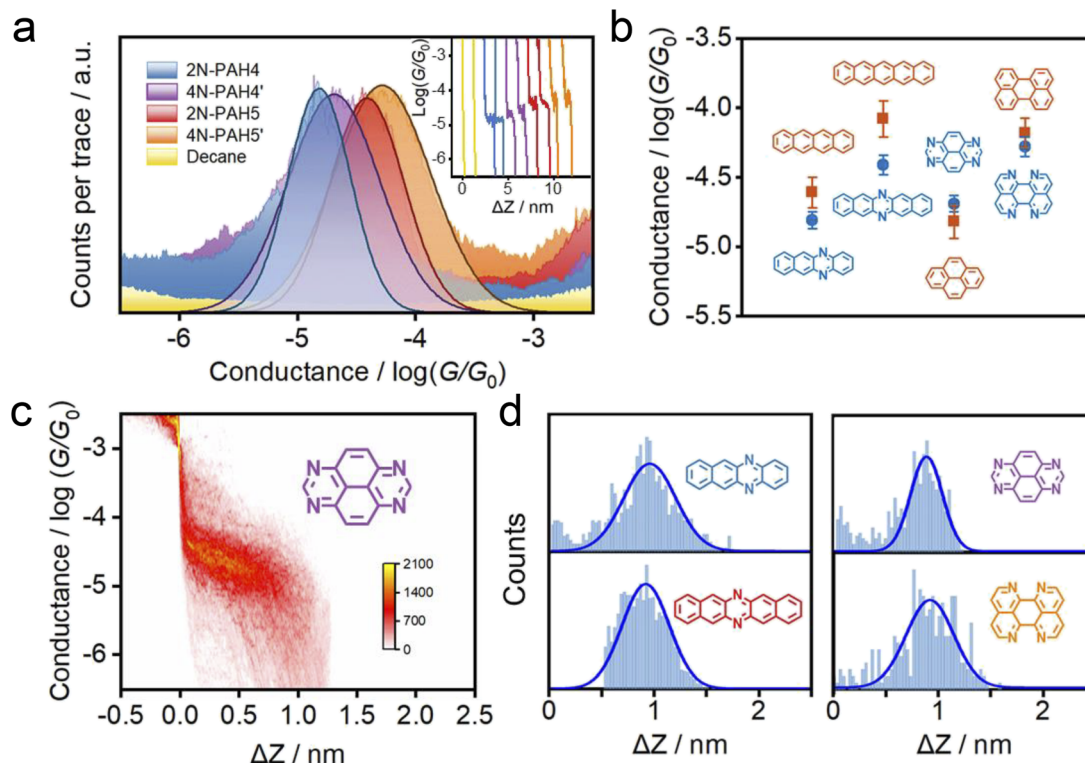 a
Counts per trace / a.u.
2N-PAH4
4N-PAH4'
2N-PAH5
4N-PAH5'
Decane
Log(G/G0)
-3
-4
-5
-6
0 5 10
ΔZ / nm
-6 -5 -4 -3
Conductance / log(G/G0)
b
Conductance / log(G/G0)
-3.5
-4.0
-4.5
-5.0
-5.5
N
N
N N
N N
N N
N N
N
N
c
Conductance / log (G/G0)
-3
-4
-5
-6
N N
N N
2100
1400
700
0
-0.5 0.0 0.5 1.0 1.5 2.0 2.5
ΔZ / nm
d
Counts
N
N
N
N
0 1 2
ΔZ / nm
N N
N N
N N
N N
0 1 2
ΔZ / nm